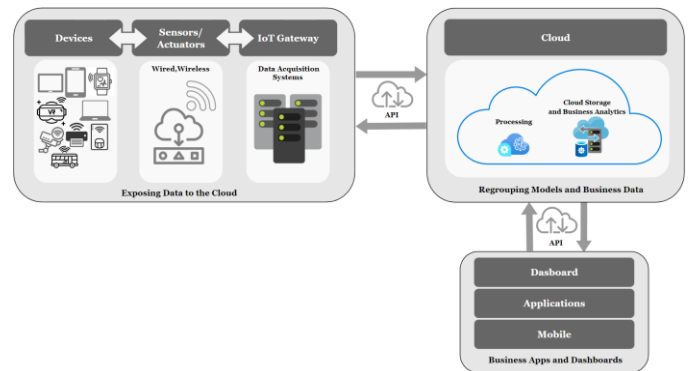 Devices
Sensors/
Actuators
IoT Gateway
Wired,Wireless
Data Acquisition
Systems
VR
Exposing Data to the Cloud
API
Cloud
Processing
Cloud Storage
and Business Analytics
Regrouping Models and Business Data
API
Dasboard
Applications
Mobile
Business Apps and Dashboards